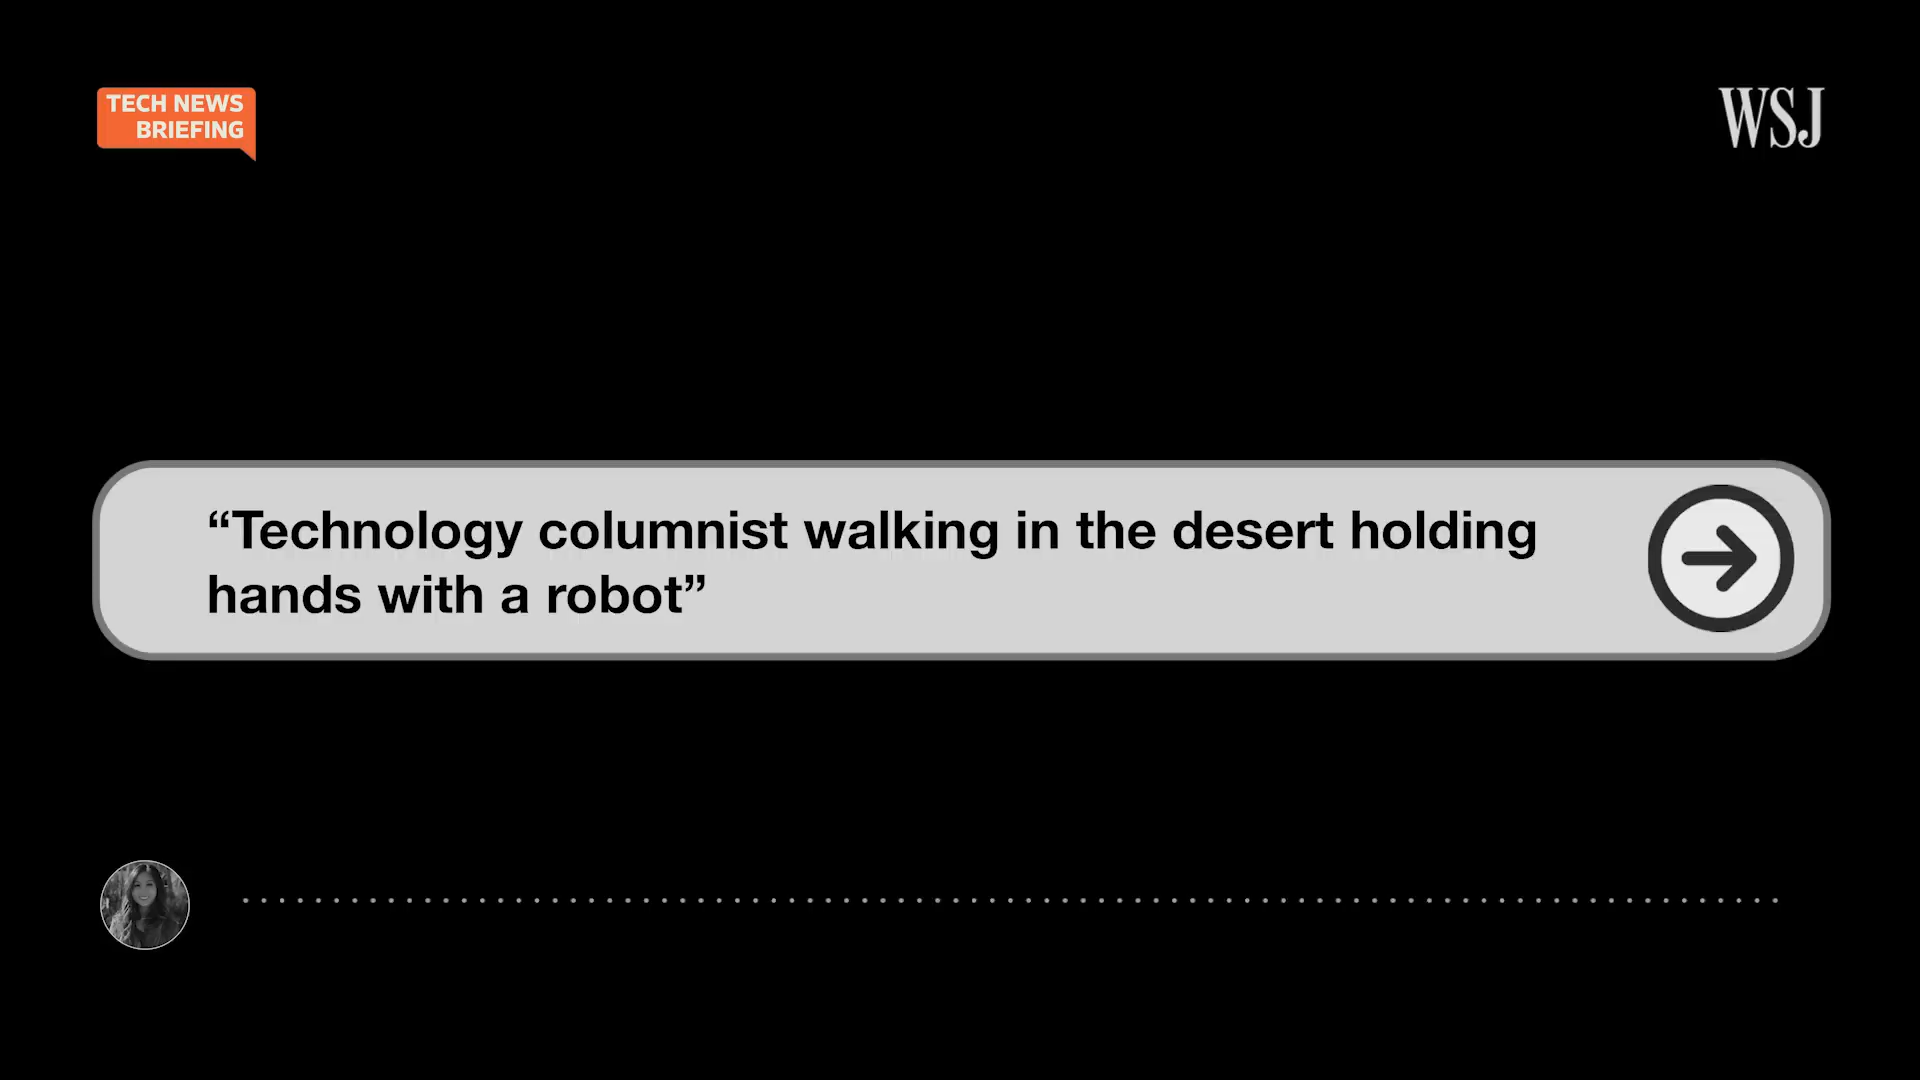 TECH NEWS
BRIEFING
WSJ
“Technology columnist walking in the desert holding
hands with a robot”